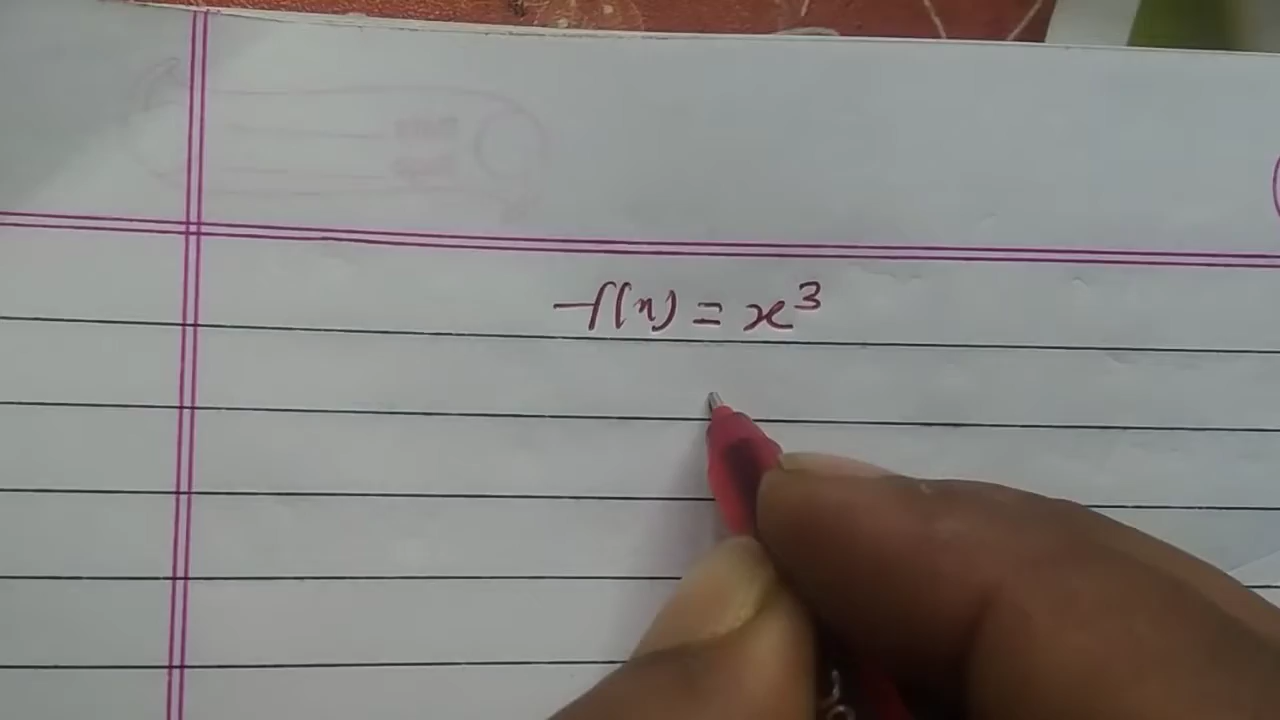 f(x) = x³